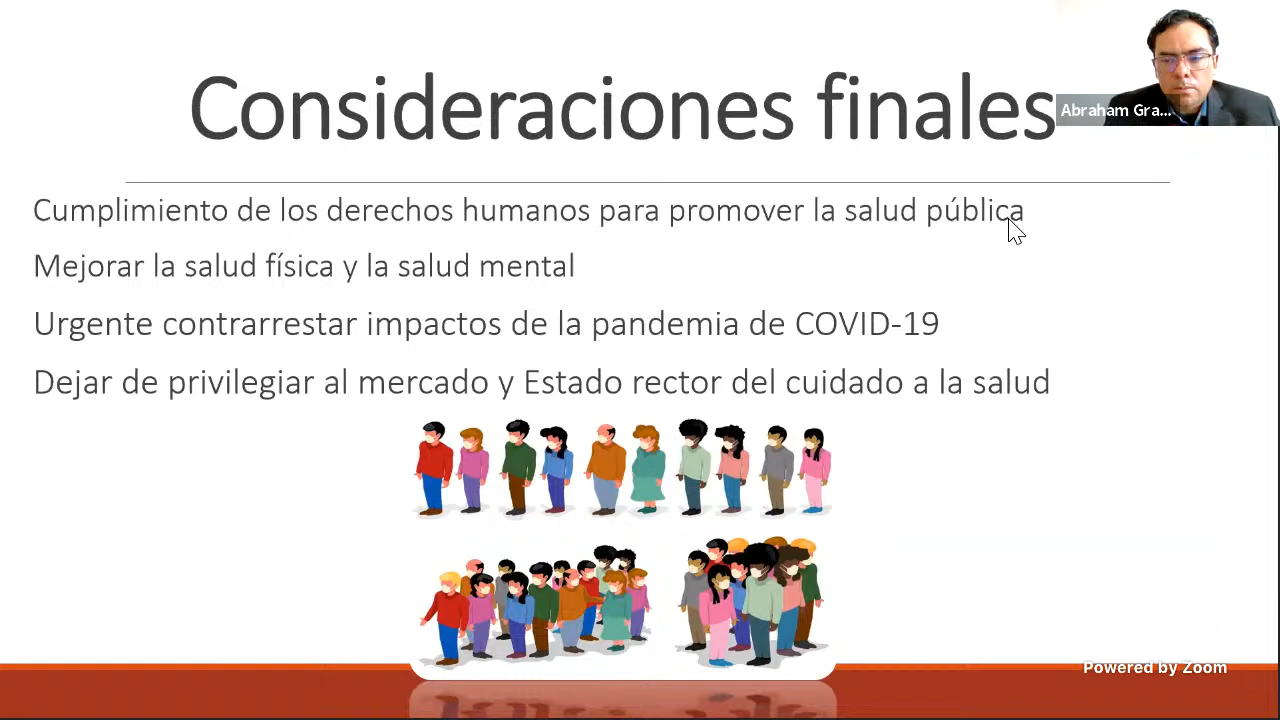 Consideraciones finales
Abraham Gra...
Cumplimiento de los derechos humanos para promover la salud pública
Mejorar la salud física y la salud mental
Urgente contrarrestar impactos de la pandemia de COVID-19
Dejar de privilegiar al mercado y Estado rector del cuidado a la salud
Powered by Zoom